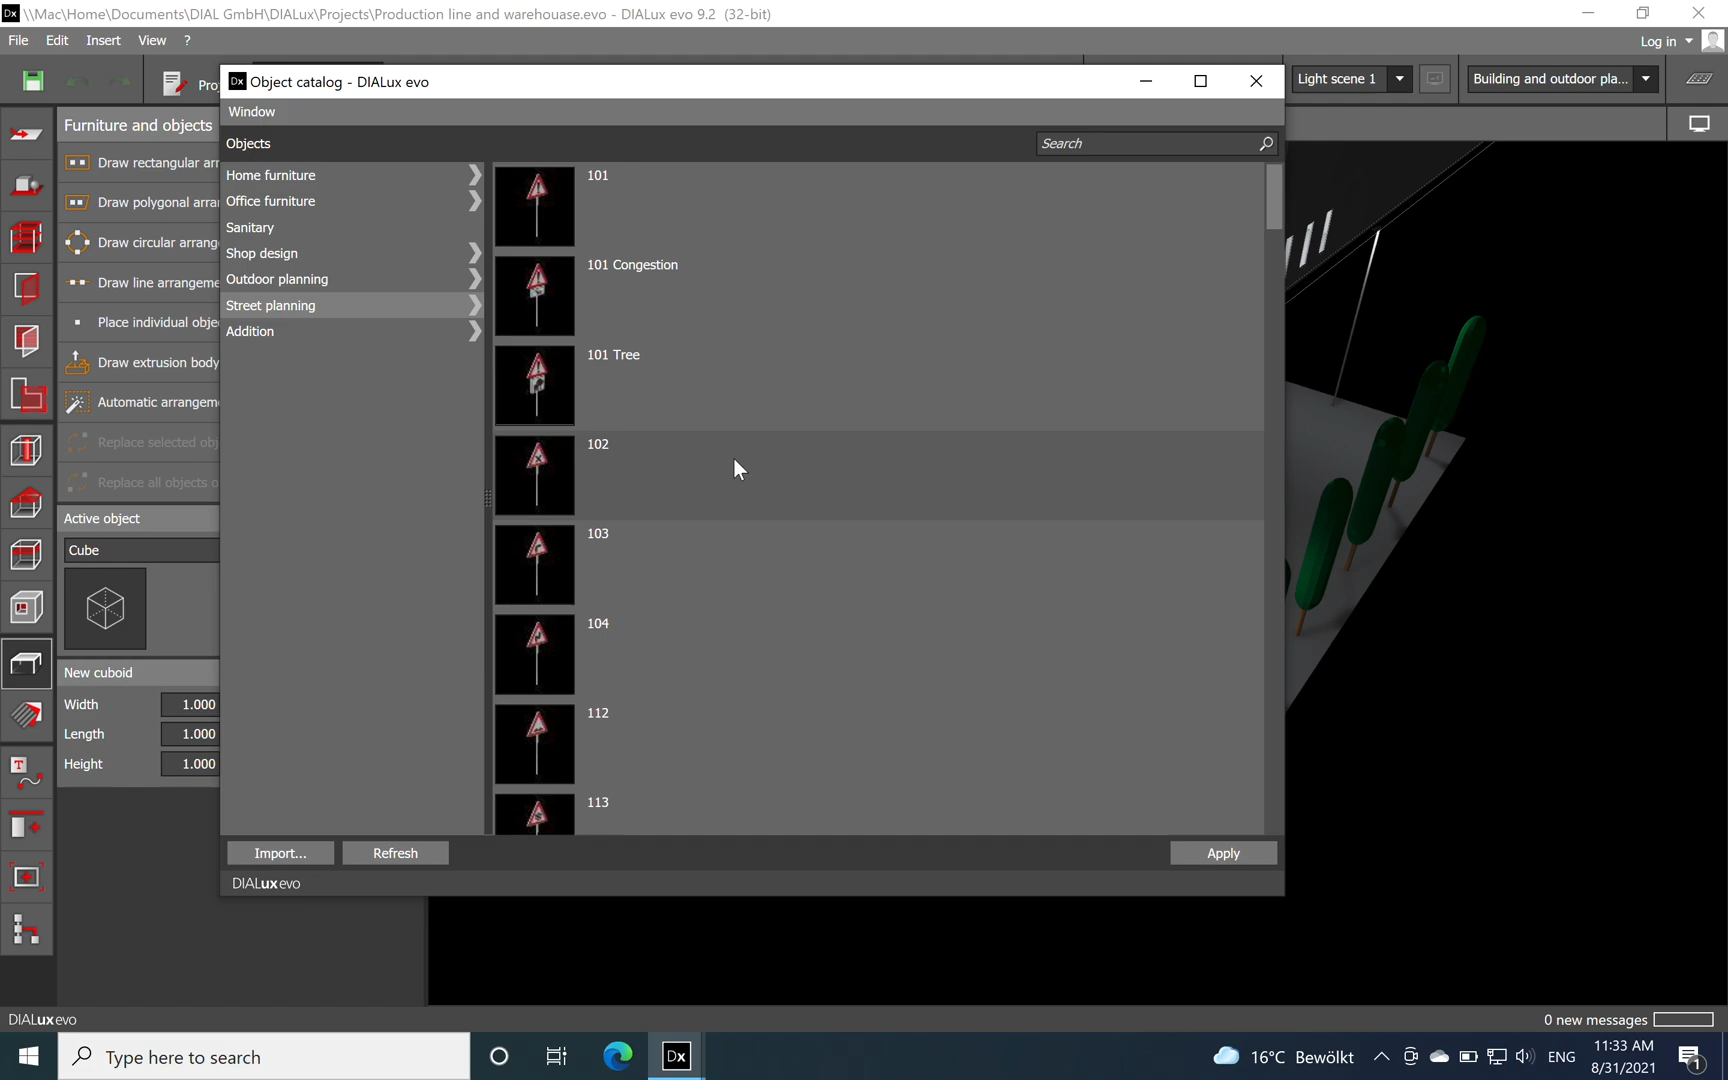 \\Mac\Home\Documents\DIAL GmbH\DIALux\Projects\Production line and warehouase.evo - DIALux evo 9.2 (32-bit)
File Edit Insert View ?
Log in
Object catalog - DIALux evo
Light scene 1
Building and outdoor pla...
Window
Furniture and objects
Objects
Search
Draw rectangular arr
Draw polygonal arra
Draw circular arrang
Draw line arrangeme
Place individual obje
Draw extrusion body
Automatic arrangem
Replace selected obj
Replace all objects o
Active object
Cube
New cuboid
Width 1.000
Length 1.000
Height 1.000
Home furniture
Office furniture
Sanitary
Shop design
Outdoor planning
Street planning
Addition
101
101 Congestion
101 Tree
102
103
104
112
113
Import...
Refresh
Apply
DIALux evo
DIALux evo
0 new messages
Type here to search
Dx
16°C Bewölkt
ENG
11:33 AM
8/31/2021
1